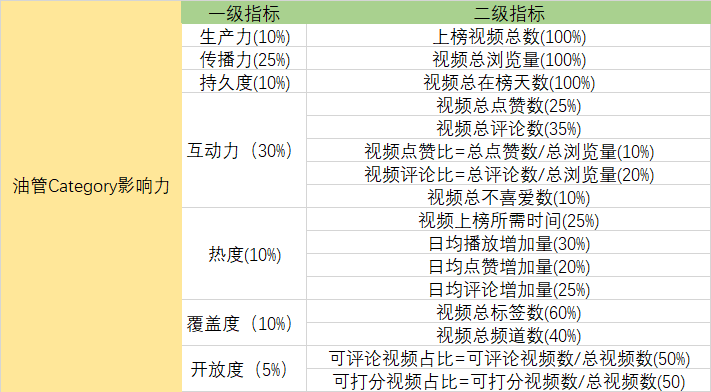 一级指标 二级指标
生产力(10%) 上榜视频总数(100%)
传播力(25%) 视频总浏览量(100%)
持久度(10%) 视频总在榜天数(100%)
视频总点赞数(25%)
视频总评论数(35%)
互动力（30%） 视频点赞比=总点赞数/总浏览量(10%)
视频评论比=总评论数/总浏览量(20%)
油管Category影响力
视频总不喜爱数(10%)
视频上榜所需时间(25%)
日均播放增加量(30%)
热度(10%)
日均点赞增加量(20%)
日均评论增加量(25%)
覆盖度（10%） 视频总标签数(60%)
视频总频道数(40%)
开放度（5%） 可评论视频占比=可评论视频数/总视频数(50%)
可打分视频占比=可打分视频数/总视频数(50)